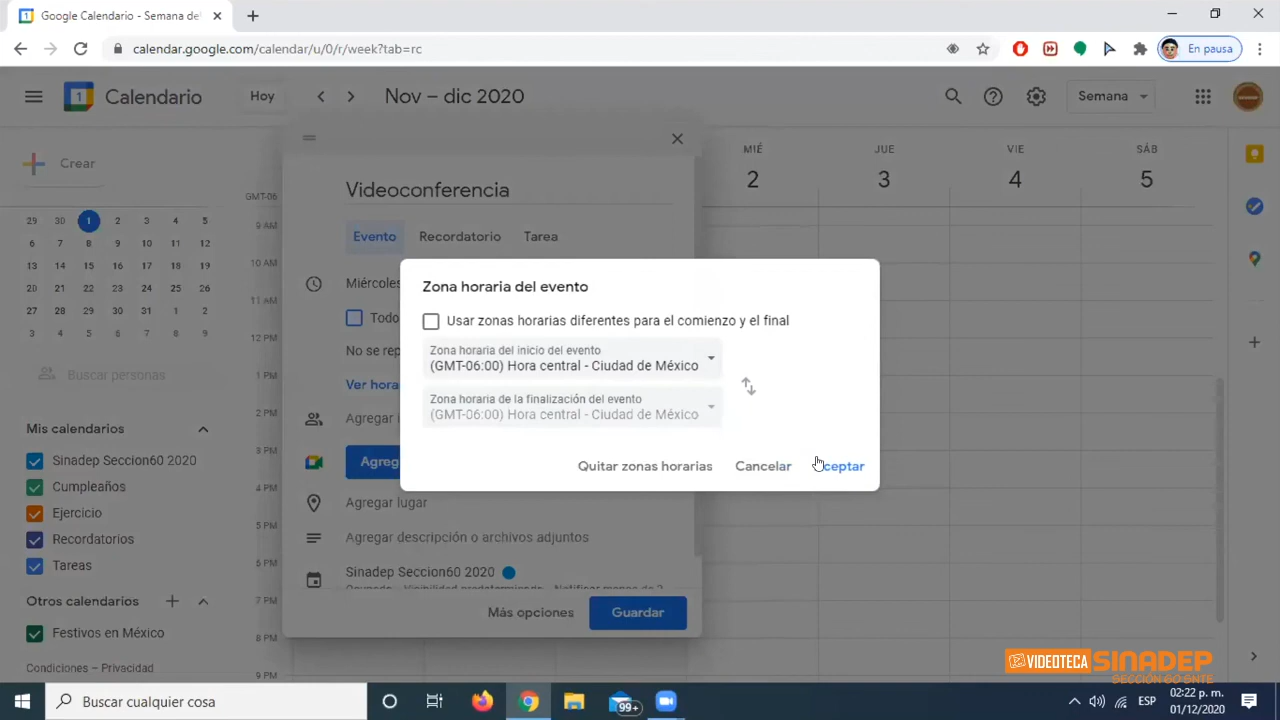 Google Calendario - Semana de
calendar.google.com/calendar/u/0/r/week?tab=rc
En pausa
Calendario
Hoy
Nov – dic 2020
Semana
Crear
Videoconferencia
MIÉ
JUE
VIE
SÁB
2
3
4
5
GMT-06
29 30 1 2 3 4 5
6 7 8 9 10 11 12
13 14 15 16 17 18 19
20 21 22 23 24 25 26
27 28 29 30 31 1 2
3 4 5 6 7 8 9
9 AM
10 AM
11 AM
12 PM
1 PM
2 PM
3 PM
4 PM
5 PM
6 PM
7 PM
8 PM
9 PM
Evento
Recordatorio
Tarea
Miércoles
Todo
No se rep
Ver hora
Agregar
Agreg
Agregar lugar
Agregar descripción o archivos adjuntos
Sinadep Seccion60 2020
Más opciones
Guardar
Zona horaria del evento
Usar zonas horarias diferentes para el comienzo y el final
Zona horaria del inicio del evento
(GMT-06:00) Hora central - Ciudad de México
Zona horaria de la finalización del evento
(GMT-06:00) Hora central - Ciudad de México
Quitar zonas horarias
Cancelar
ceptar
Buscar personas
Mis calendarios
Sinadep Seccion60 2020
Cumpleaños
Ejercicio
Recordatorios
Tareas
Otros calendarios
Festivos en México
Condiciones – Privacidad
VIDEOTECA SINADEP
SECCIÓN 60 SNTE
Buscar cualquier cosa
99+
ESP
02:22 p. m.
01/12/2020